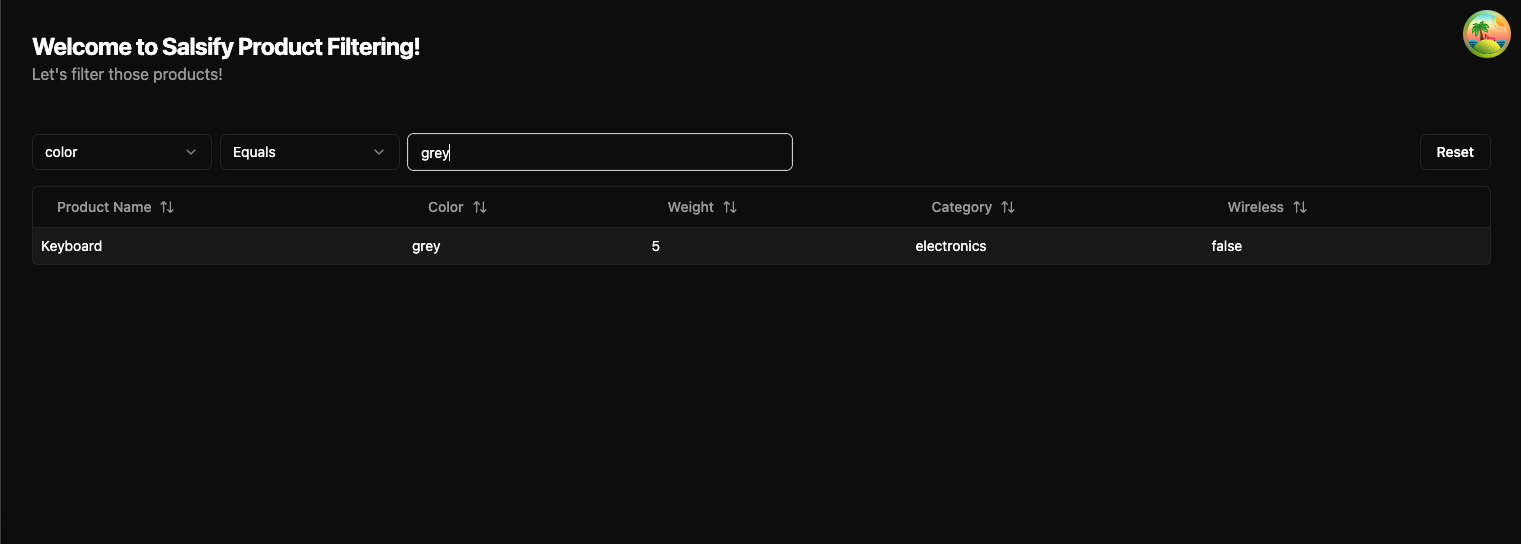 Welcome to Salsify Product Filtering!
Let's filter those products!
color Equals grey Reset
Product Name Color Weight Category Wireless
Keyboard grey 5 electronics false